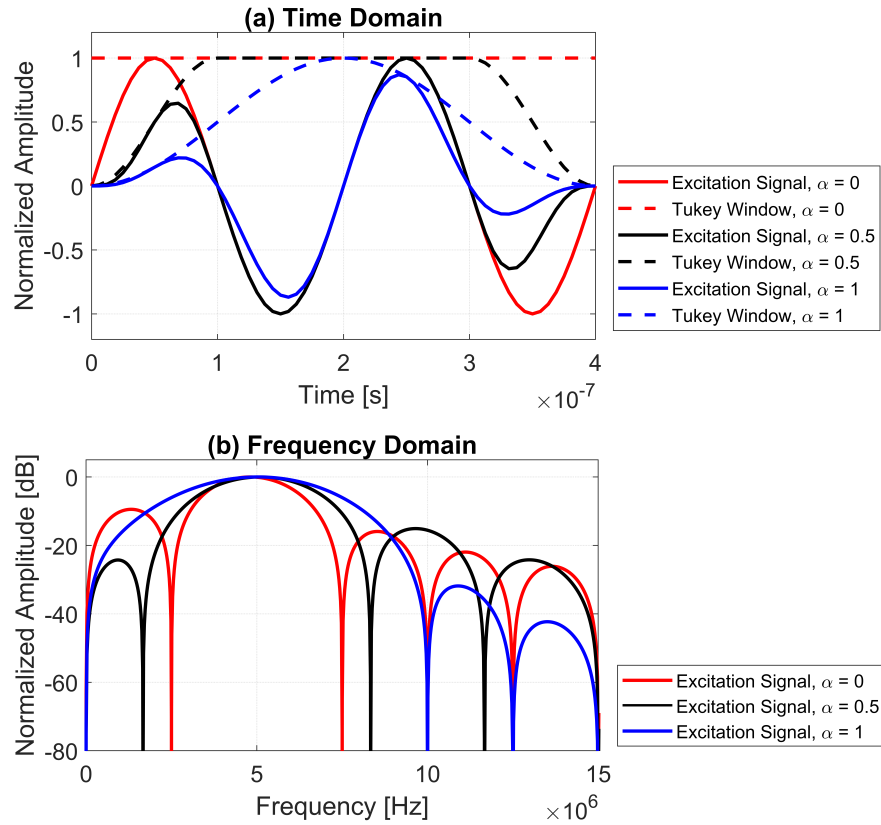 (a) Time Domain
Normalized Amplitude
1
0.5
0
-0.5
-1
0 1 2 3 4
Time [s]
×10^-7
Excitation Signal, α = 0
Tukey Window, α = 0
Excitation Signal, α = 0.5
Tukey Window, α = 0.5
Excitation Signal, α = 1
Tukey Window, α = 1
(b) Frequency Domain
Normalized Amplitude [dB]
0
-20
-40
-60
-80
0 5 10 15
Frequency [Hz]
×10^6
Excitation Signal, α = 0
Excitation Signal, α = 0.5
Excitation Signal, α = 1